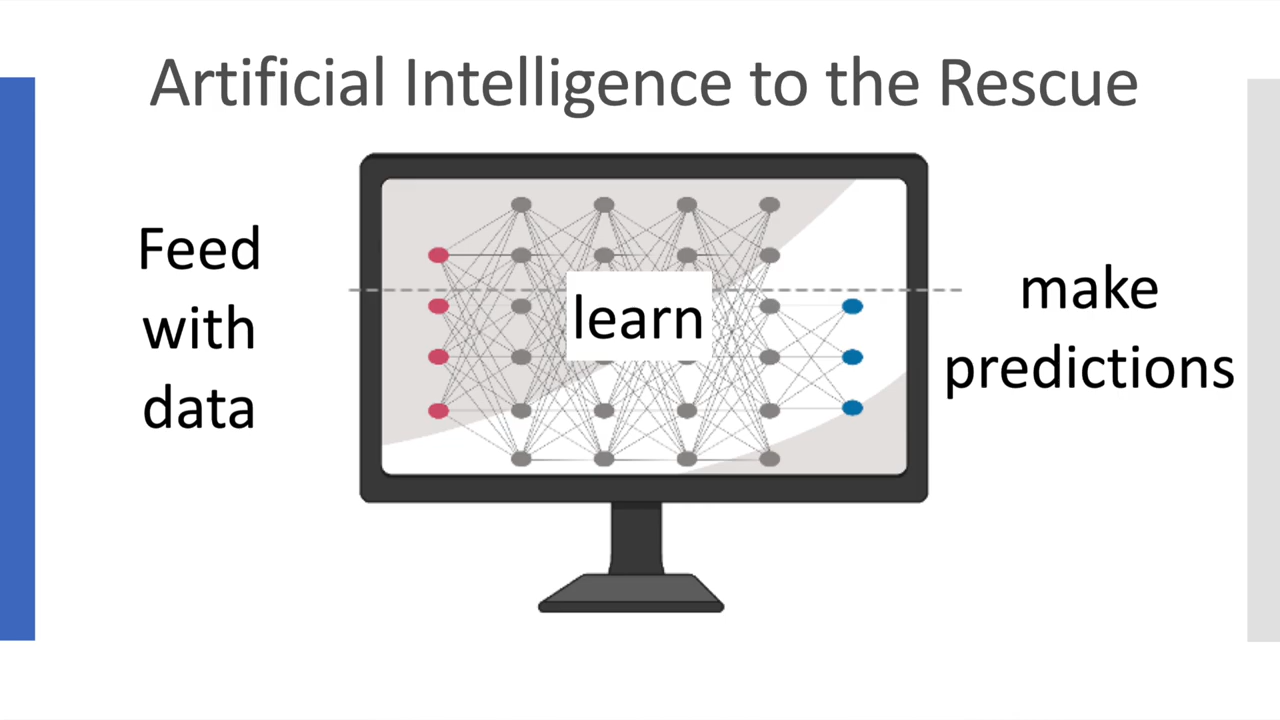 Artificial Intelligence to the Rescue
Feed
with
data
learn
make
predictions